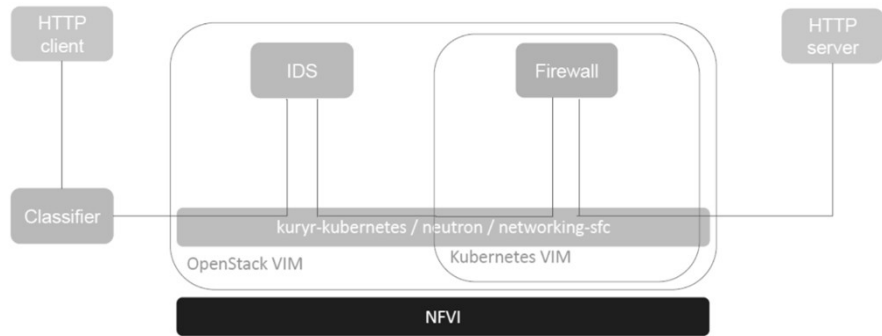 HTTP
client
HTTP
server
IDS
Firewall
Classifier
kuryr-kubernetes / neutron / networking-sfc
OpenStack VIM
Kubernetes VIM
NFVI